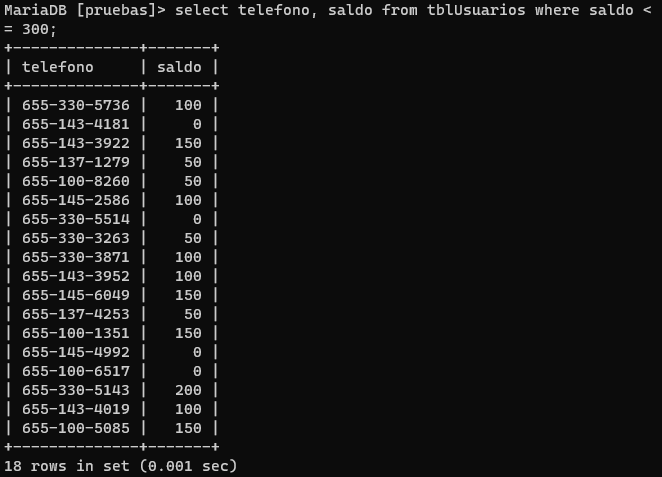 MariaDB [pruebas]> select telefono, saldo from tblUsuarios where saldo <
= 300;
+--------------+-------+
| telefono     | saldo |
+--------------+-------+
| 655-330-5736 |   100 |
| 655-143-4181 |     0 |
| 655-143-3922 |   150 |
| 655-137-1279 |    50 |
| 655-100-8260 |    50 |
| 655-145-2586 |   100 |
| 655-330-5514 |     0 |
| 655-330-3263 |    50 |
| 655-330-3871 |   100 |
| 655-143-3952 |   100 |
| 655-145-6049 |   150 |
| 655-137-4253 |    50 |
| 655-100-1351 |   150 |
| 655-145-4992 |     0 |
| 655-100-6517 |     0 |
| 655-330-5143 |   200 |
| 655-143-4019 |   100 |
| 655-100-5085 |   150 |
+--------------+-------+
18 rows in set (0.001 sec)